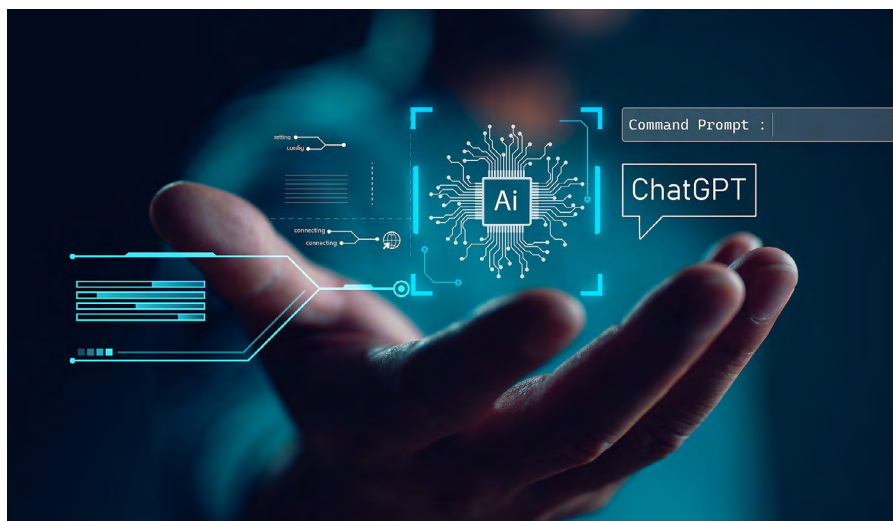 setting
config
connecting
connecting
Ai
Command Prompt :
ChatGPT